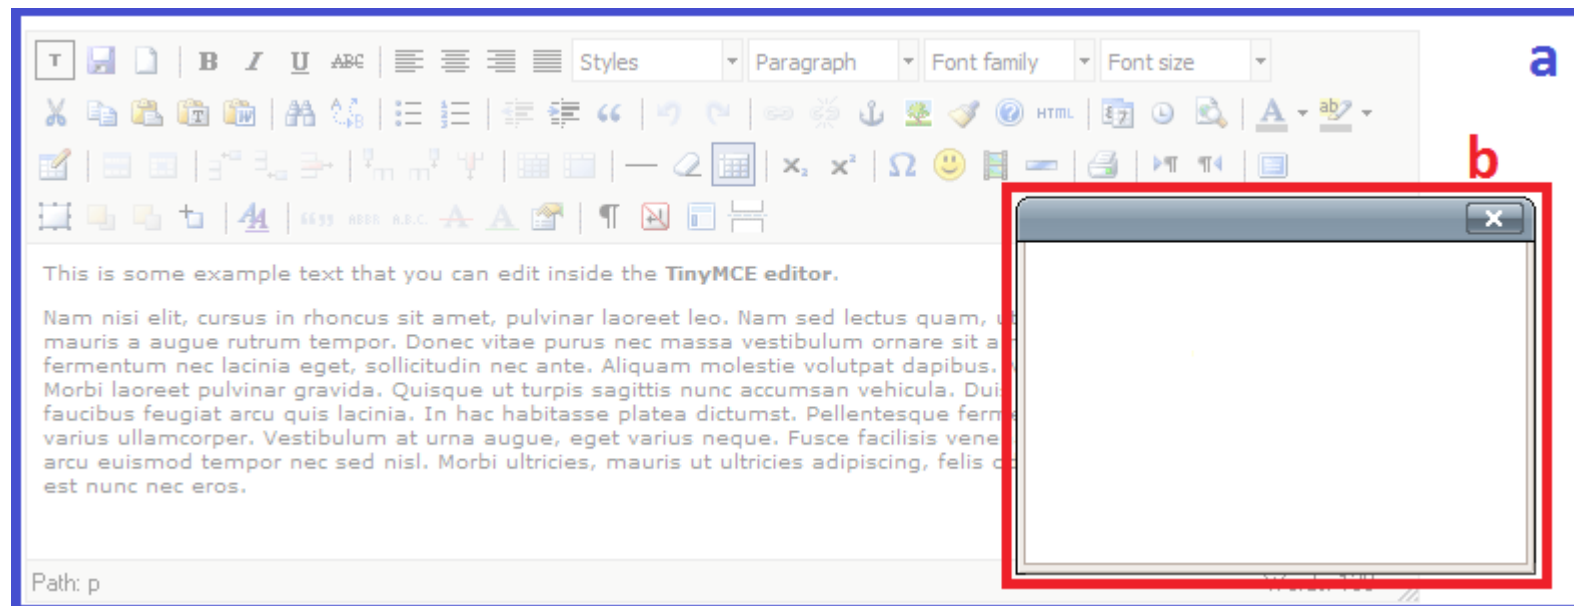 T B I U ABC Styles Paragraph Font family Font size a
HTML A ab
b
A.B.C. A A
This is some example text that you can edit inside the TinyMCE editor.
Nam nisi elit, cursus in rhoncus sit amet, pulvinar laoreet leo. Nam sed lectus quam,
mauris a augue rutrum tempor. Donec vitae purus nec massa vestibulum ornare sit
fermentum nec lacinia eget, sollicitudin nec ante. Aliquam molestie volutpat dapibus.
Morbi laoreet pulvinar gravida. Quisque ut turpis sagittis nunc accumsan vehicula.
faucibus feugiat arcu quis lacinia. In hac habitasse platea dictumst. Pellentesque
varius ullamcorper. Vestibulum at urna augue, eget varius neque. Fusce facilisis
arcu euismod tempor nec sed nisl. Morbi ultricies, mauris ut ultricies adipiscing, felis
est nunc nec eros.
Path: p